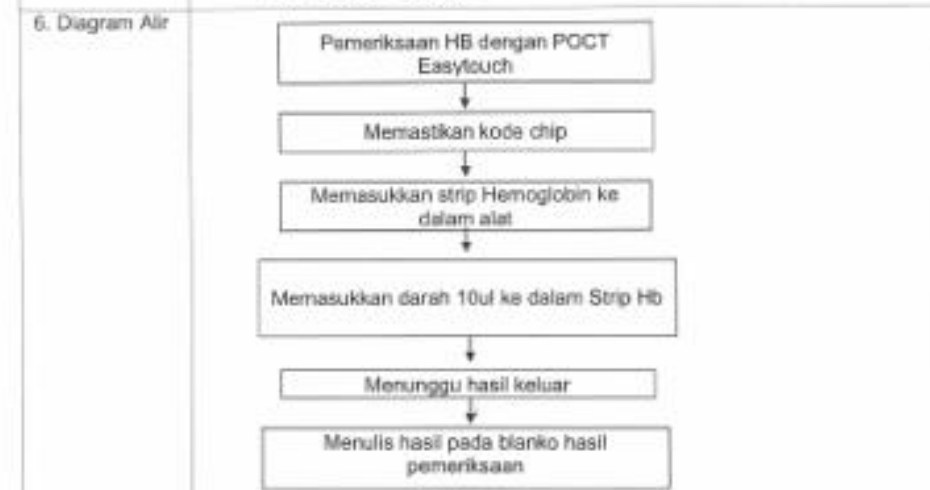 6. Diagram Alir
Pemeriksaan HB dengan POCT
Easytouch
Memastikan kode chip
Memasukkan strip Hemoglobin ke
dalam alat
Memasukkan darah 10ul ke dalam Strip Hb
Menunggu hasil keluar
Menulis hasil pada blanko hasil
pemeriksaan